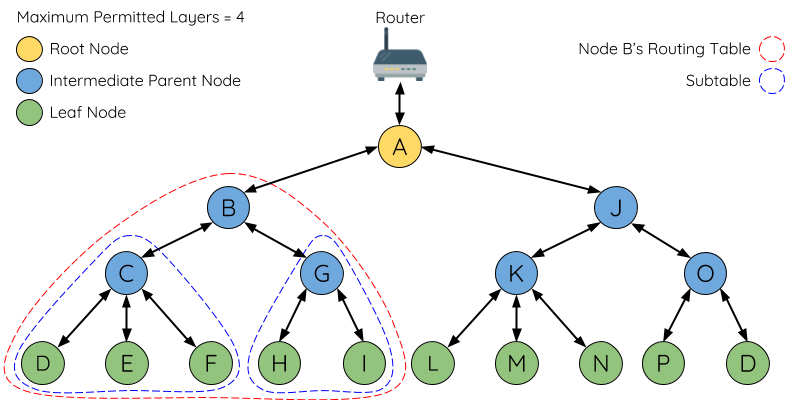 Maximum Permitted Layers = 4
Router
Root Node
Node B's Routing Table
Intermediate Parent Node
Subtable
Leaf Node
A
B
J
C
G
K
O
D
E
F
H
I
L
M
N
P
D